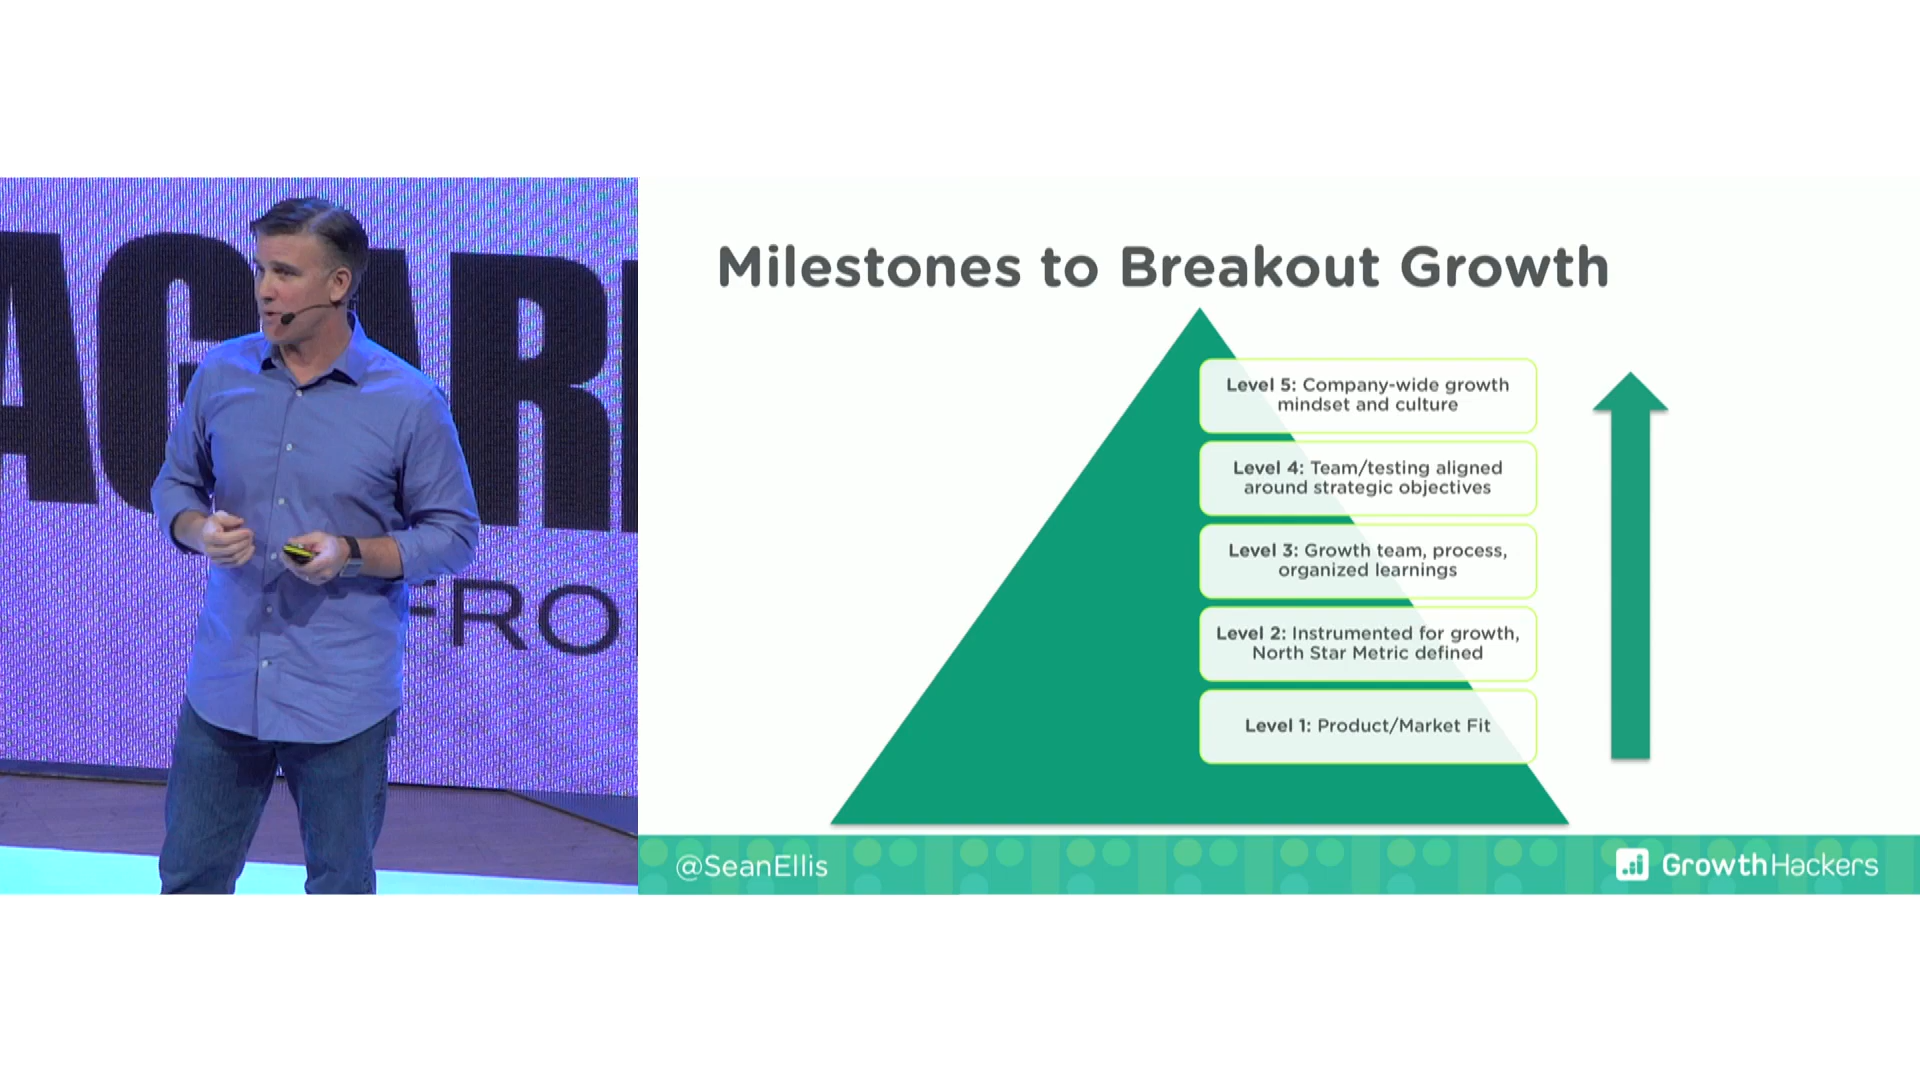 AGAR
FRO
Milestones to Breakout Growth
Level 5: Company-wide growth
mindset and culture
Level 4: Team/testing aligned
around strategic objectives
Level 3: Growth team, process,
organized learnings
Level 2: Instrumented for growth,
North Star Metric defined
Level 1: Product/Market Fit
@SeanEllis
GrowthHackers